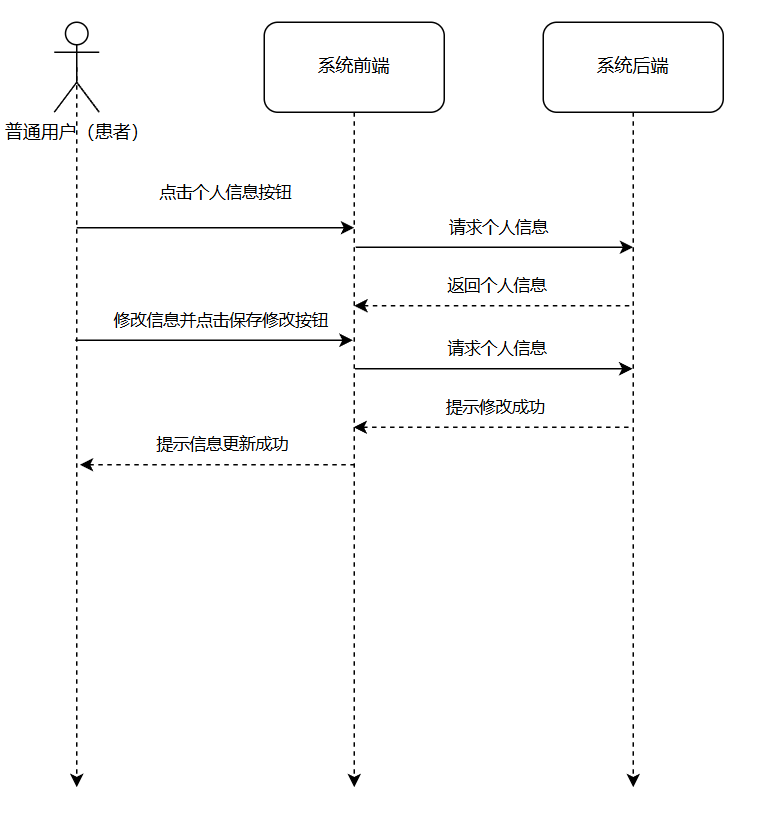 系统前端
系统后端
普通用户（患者）
点击个人信息按钮
请求个人信息
返回个人信息
修改信息并点击保存修改按钮
请求个人信息
提示修改成功
提示信息更新成功